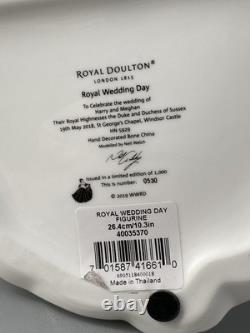 ROYAL DOULTON®
LONDON 1815
Royal Wedding Day
To Celebrate the wedding of
Harry and Meghan
Their Royal Highnesses the Duke and Duchess of Sussex
19th May 2018, St George's Chapel, Windsor Castle
HN 5928
Hand Decorated Bone China
Modelled by Neil Welch
Issued in a limited edition of 1,000
This is number 0530
© 2019 WWRD
ROYAL WEDDING DAY
FIGURINE
26.4cm/10.3in
40035370
7 01587 41661 0
Made in Thailand